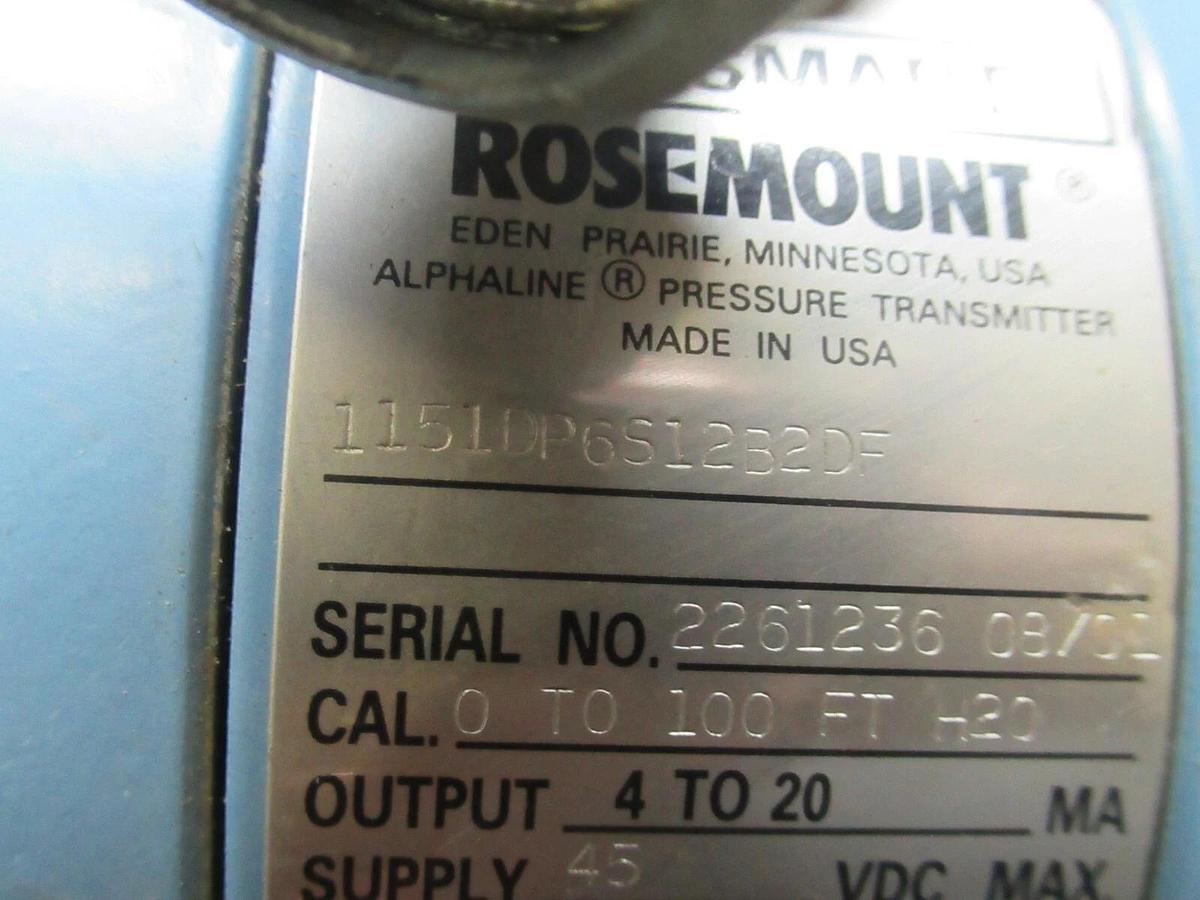 SMART
ROSEMOUNT ®
EDEN PRAIRIE, MINNESOTA, USA
ALPHALINE ® PRESSURE TRANSMITTER
MADE IN USA
1151DP6S12B2DF
SERIAL NO. 2261236
CAL. 0 TO 100 FT H2O
OUTPUT 4 TO 20 MA
SUPPLY 45 VDC MAX.